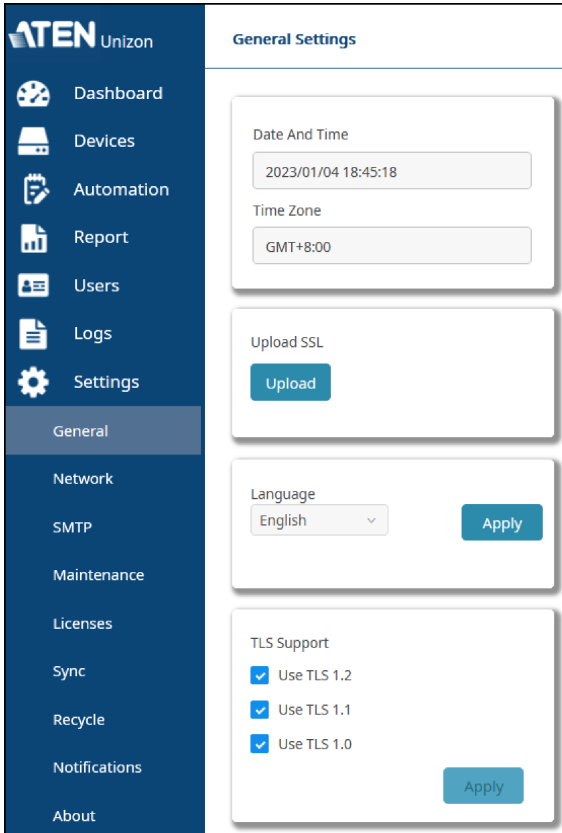 ATEN Unizon
Dashboard
Devices
Automation
Report
Users
Logs
Settings
General
Network
SMTP
Maintenance
Licenses
Sync
Recycle
Notifications
About
General Settings
Date And Time
2023/01/04 18:45:18
Time Zone
GMT+8:00
Upload SSL
Upload
Language
English
Apply
TLS Support
Use TLS 1.2
Use TLS 1.1
Use TLS 1.0
Apply